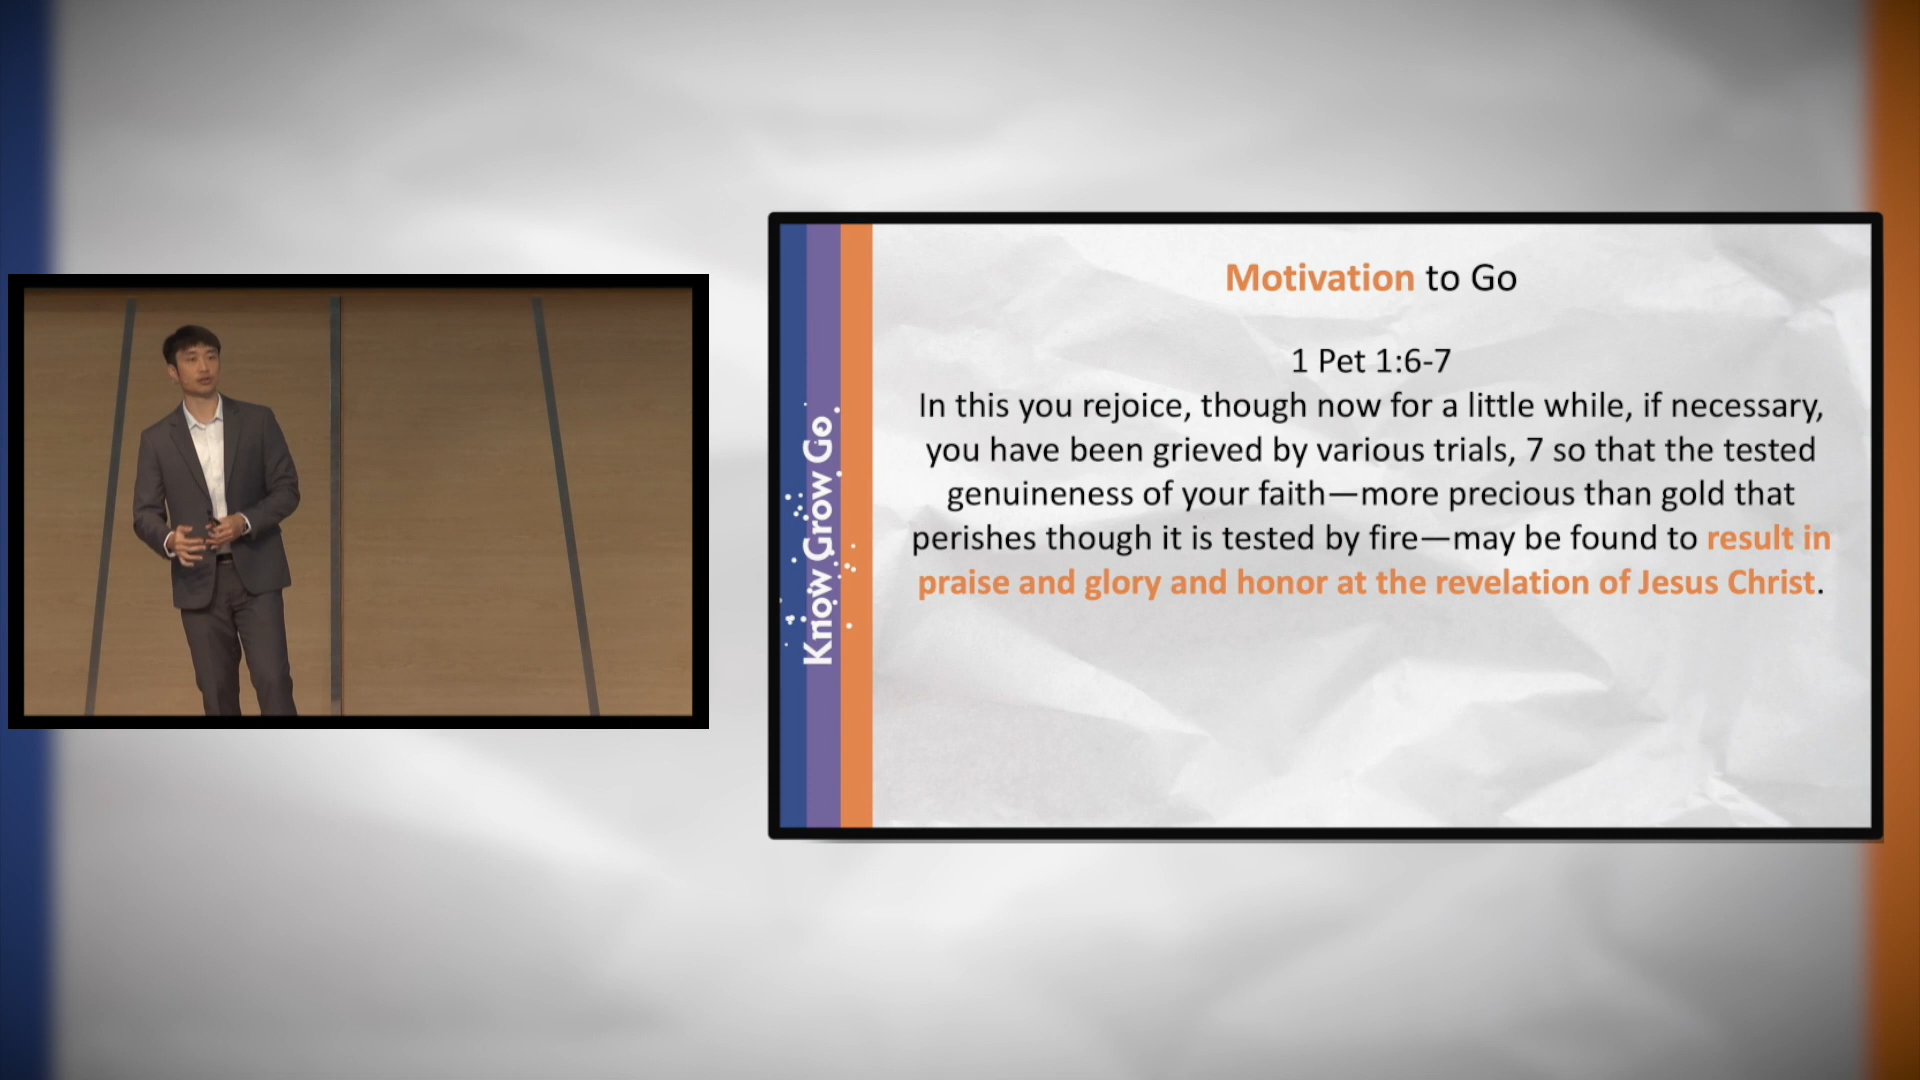 Motivation to Go
1 Pet 1:6-7
In this you rejoice, though now for a little while, if necessary,
you have been grieved by various trials, 7 so that the tested
genuineness of your faith—more precious than gold that
perishes though it is tested by fire—may be found to result in
praise and glory and honor at the revelation of Jesus Christ.
Know Grow Go